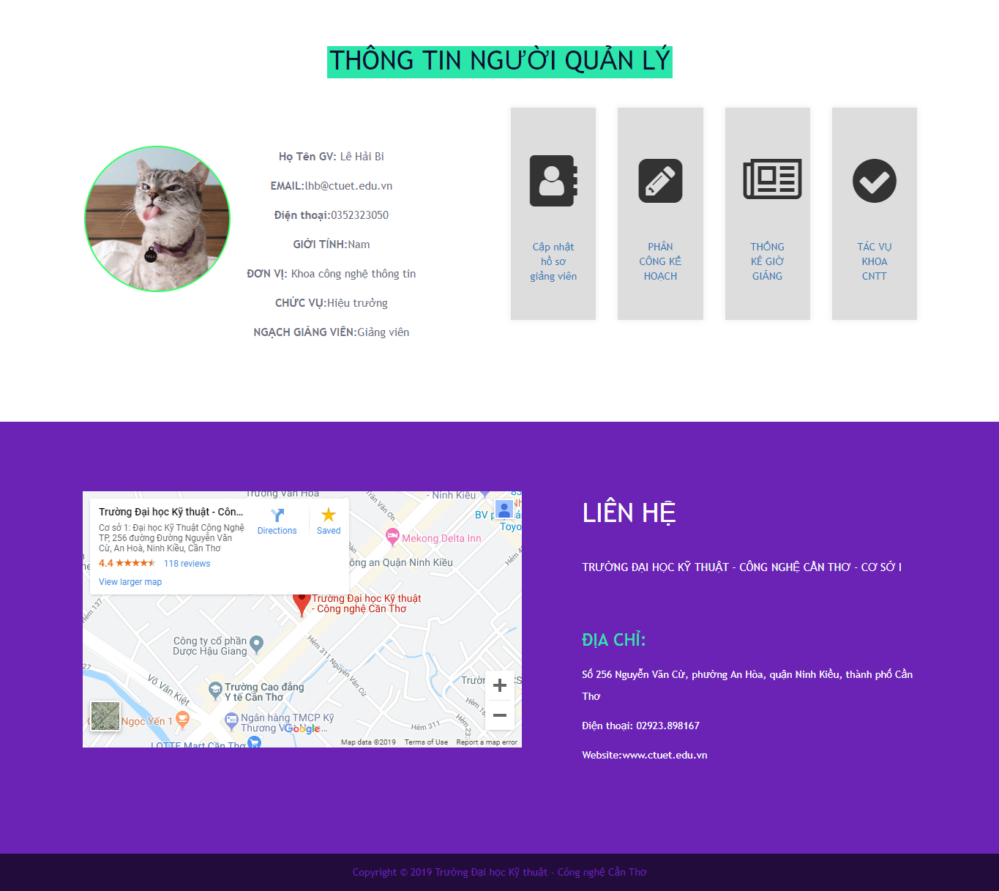 THÔNG TIN NGƯỜI QUẢN LÝ
Họ Tên GV: Lê Hải Bi
EMAIL:lhb@ctuet.edu.vn
Điện thoại:0352323050
GIỚI TÍNH:Nam
ĐƠN VỊ: Khoa công nghệ thông tin
CHỨC VỤ:Hiệu trưởng
NGẠCH GIẢNG VIÊN:Giảng viên
Cập nhật
hồ sơ
giảng viên
PHÂN
CÔNG KẾ
HOẠCH
THỐNG
KÊ GIỜ
GIẢNG
TÁC VỤ
KHOA
CNTT
Trường Văn Hóa
- Ninh Kiều
Trần Văn Ơn
Trường Đại học Kỹ thuật - Côn...
Cơ sở 1: Đại học Kỹ Thuật Công Nghệ
TP, 256 đường Đường Nguyễn Văn
Cừ, An Hoà, Ninh Kiều, Cần Thơ
4.4 118 reviews
View larger map
Directions
Saved
BV
Toyo
Mekong Delta Inn
ông an Quận Ninh Kiều
Trường Đại học Kỹ thuật
- Công nghệ Cần Thơ
Hẻm 137
Công ty cổ phần
Dược Hậu Giang
Hẻm 311 Nguyễn Văn Cừ
Võ Văn Kiệt
Trường Cao đẳng
Y tế Cần Thơ
Ngọc Yến 1
Ngân hàng TMCP Kỹ
Thương V
Google
Hẻm 311
LOTTE Mart Cần Thơ
Map data ©2019 Terms of Use Report a map error
LIÊN HỆ
TRƯỜNG ĐẠI HỌC KỸ THUẬT - CÔNG NGHỆ CẦN THƠ - CƠ SỞ I
ĐỊA CHỈ:
Số 256 Nguyễn Văn Cừ, phường An Hòa, quận Ninh Kiều, thành phố Cần
Thơ
Điện thoại: 02923.898167
Website:www.ctuet.edu.vn
Copyright © 2019 Trường Đại học Kỹ thuật - Công nghệ Cần Thơ